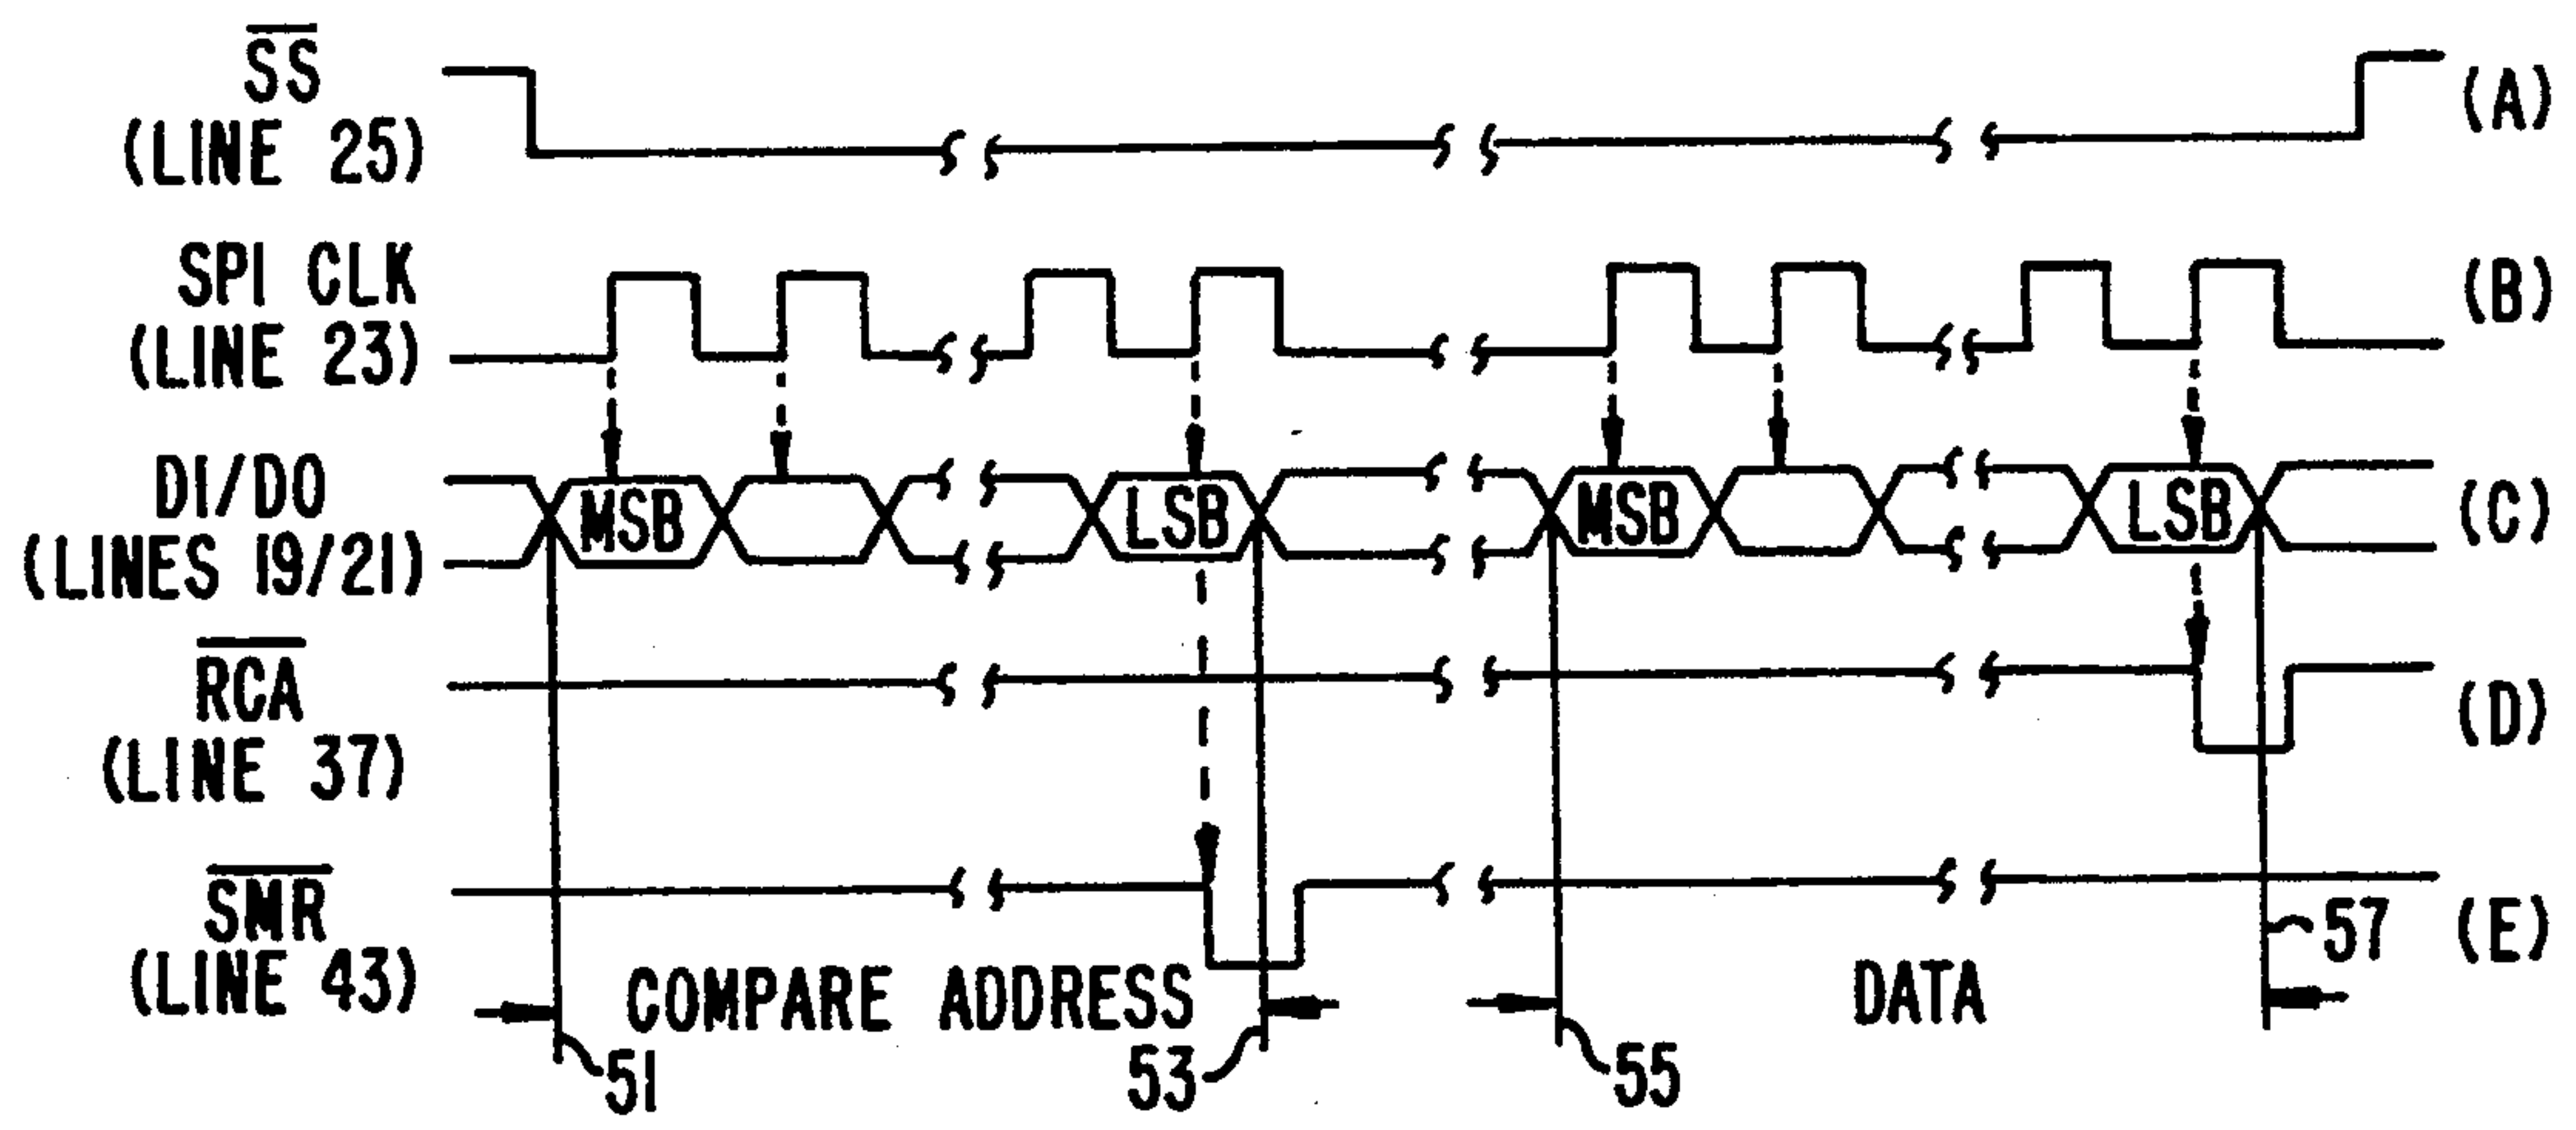 SS (A)
(LINE 25)
SPI CLK (B)
(LINE 23)
DI/DO MSB LSB MSB LSB (C)
(LINES 19/21)
RCA (D)
(LINE 37)
SMR 57 (E)
(LINE 43) COMPARE ADDRESS DATA
51 53 55